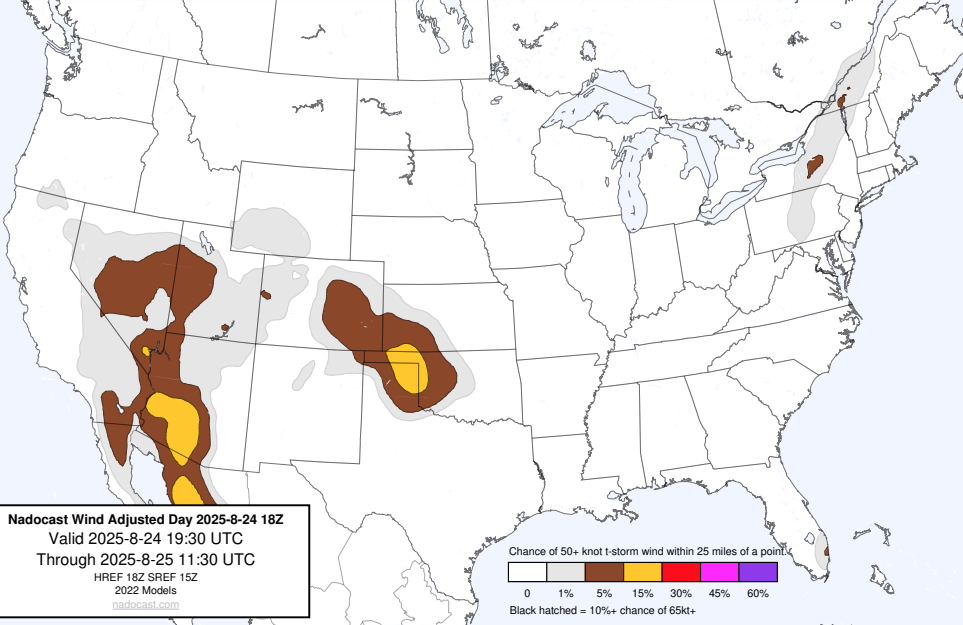 Nadocast Wind Adjusted Day 2025-8-24 18Z
Valid 2025-8-24 19:30 UTC
Through 2025-8-25 11:30 UTC
HREF 18Z SREF 15Z
2022 Models
nadocast.com
Chance of 50+ knot t-storm wind within 25 miles of a point.
0 1% 5% 15% 30% 45% 60%
Black hatched = 10%+ chance of 65kt+